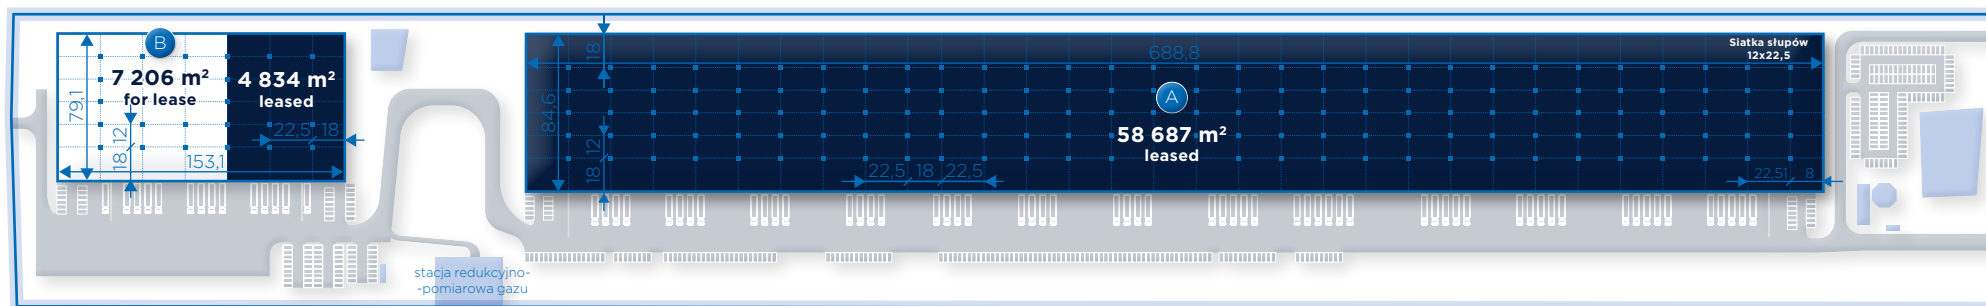 B
7 206 m²
for lease
4 834 m²
leased
79,1
18 12
153,1
22,5 18
stacja redukcyjno-
-pomiarowa gazu
18
688,8
Siatka słupów
12x22,5
A
84,6
58 687 m²
leased
18 12
22,5 18 22,5
22,51 8